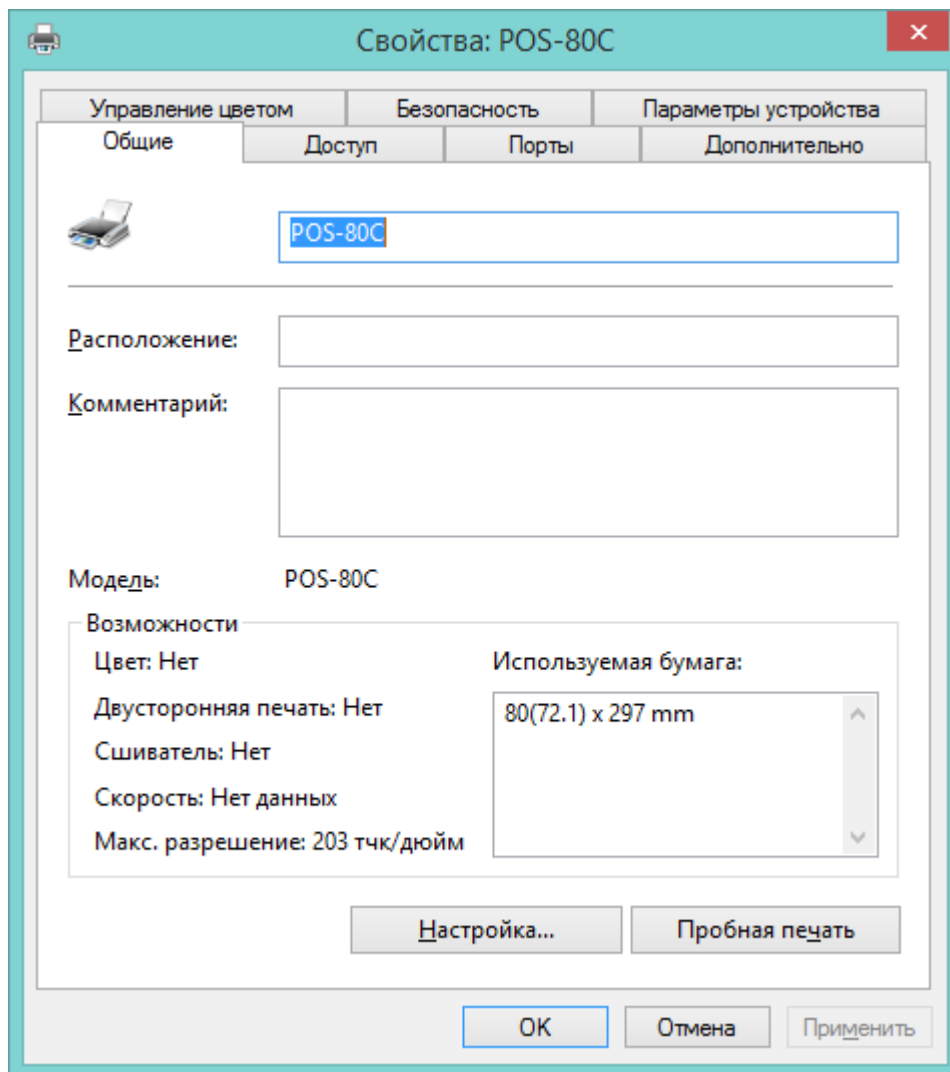 Свойства: POS-80C
Управление цветом Безопасность Параметры устройства
Общие Доступ Порты Дополнительно
POS-80C
Расположение:
Комментарий:
Модель: POS-80C
Возможности
Цвет: Нет Используемая бумага:
Двусторонняя печать: Нет 80(72.1) x 297 mm
Сшиватель: Нет
Скорость: Нет данных
Макс. разрешение: 203 тчк/дюйм
Настройка... Пробная печать
OK Отмена Применить